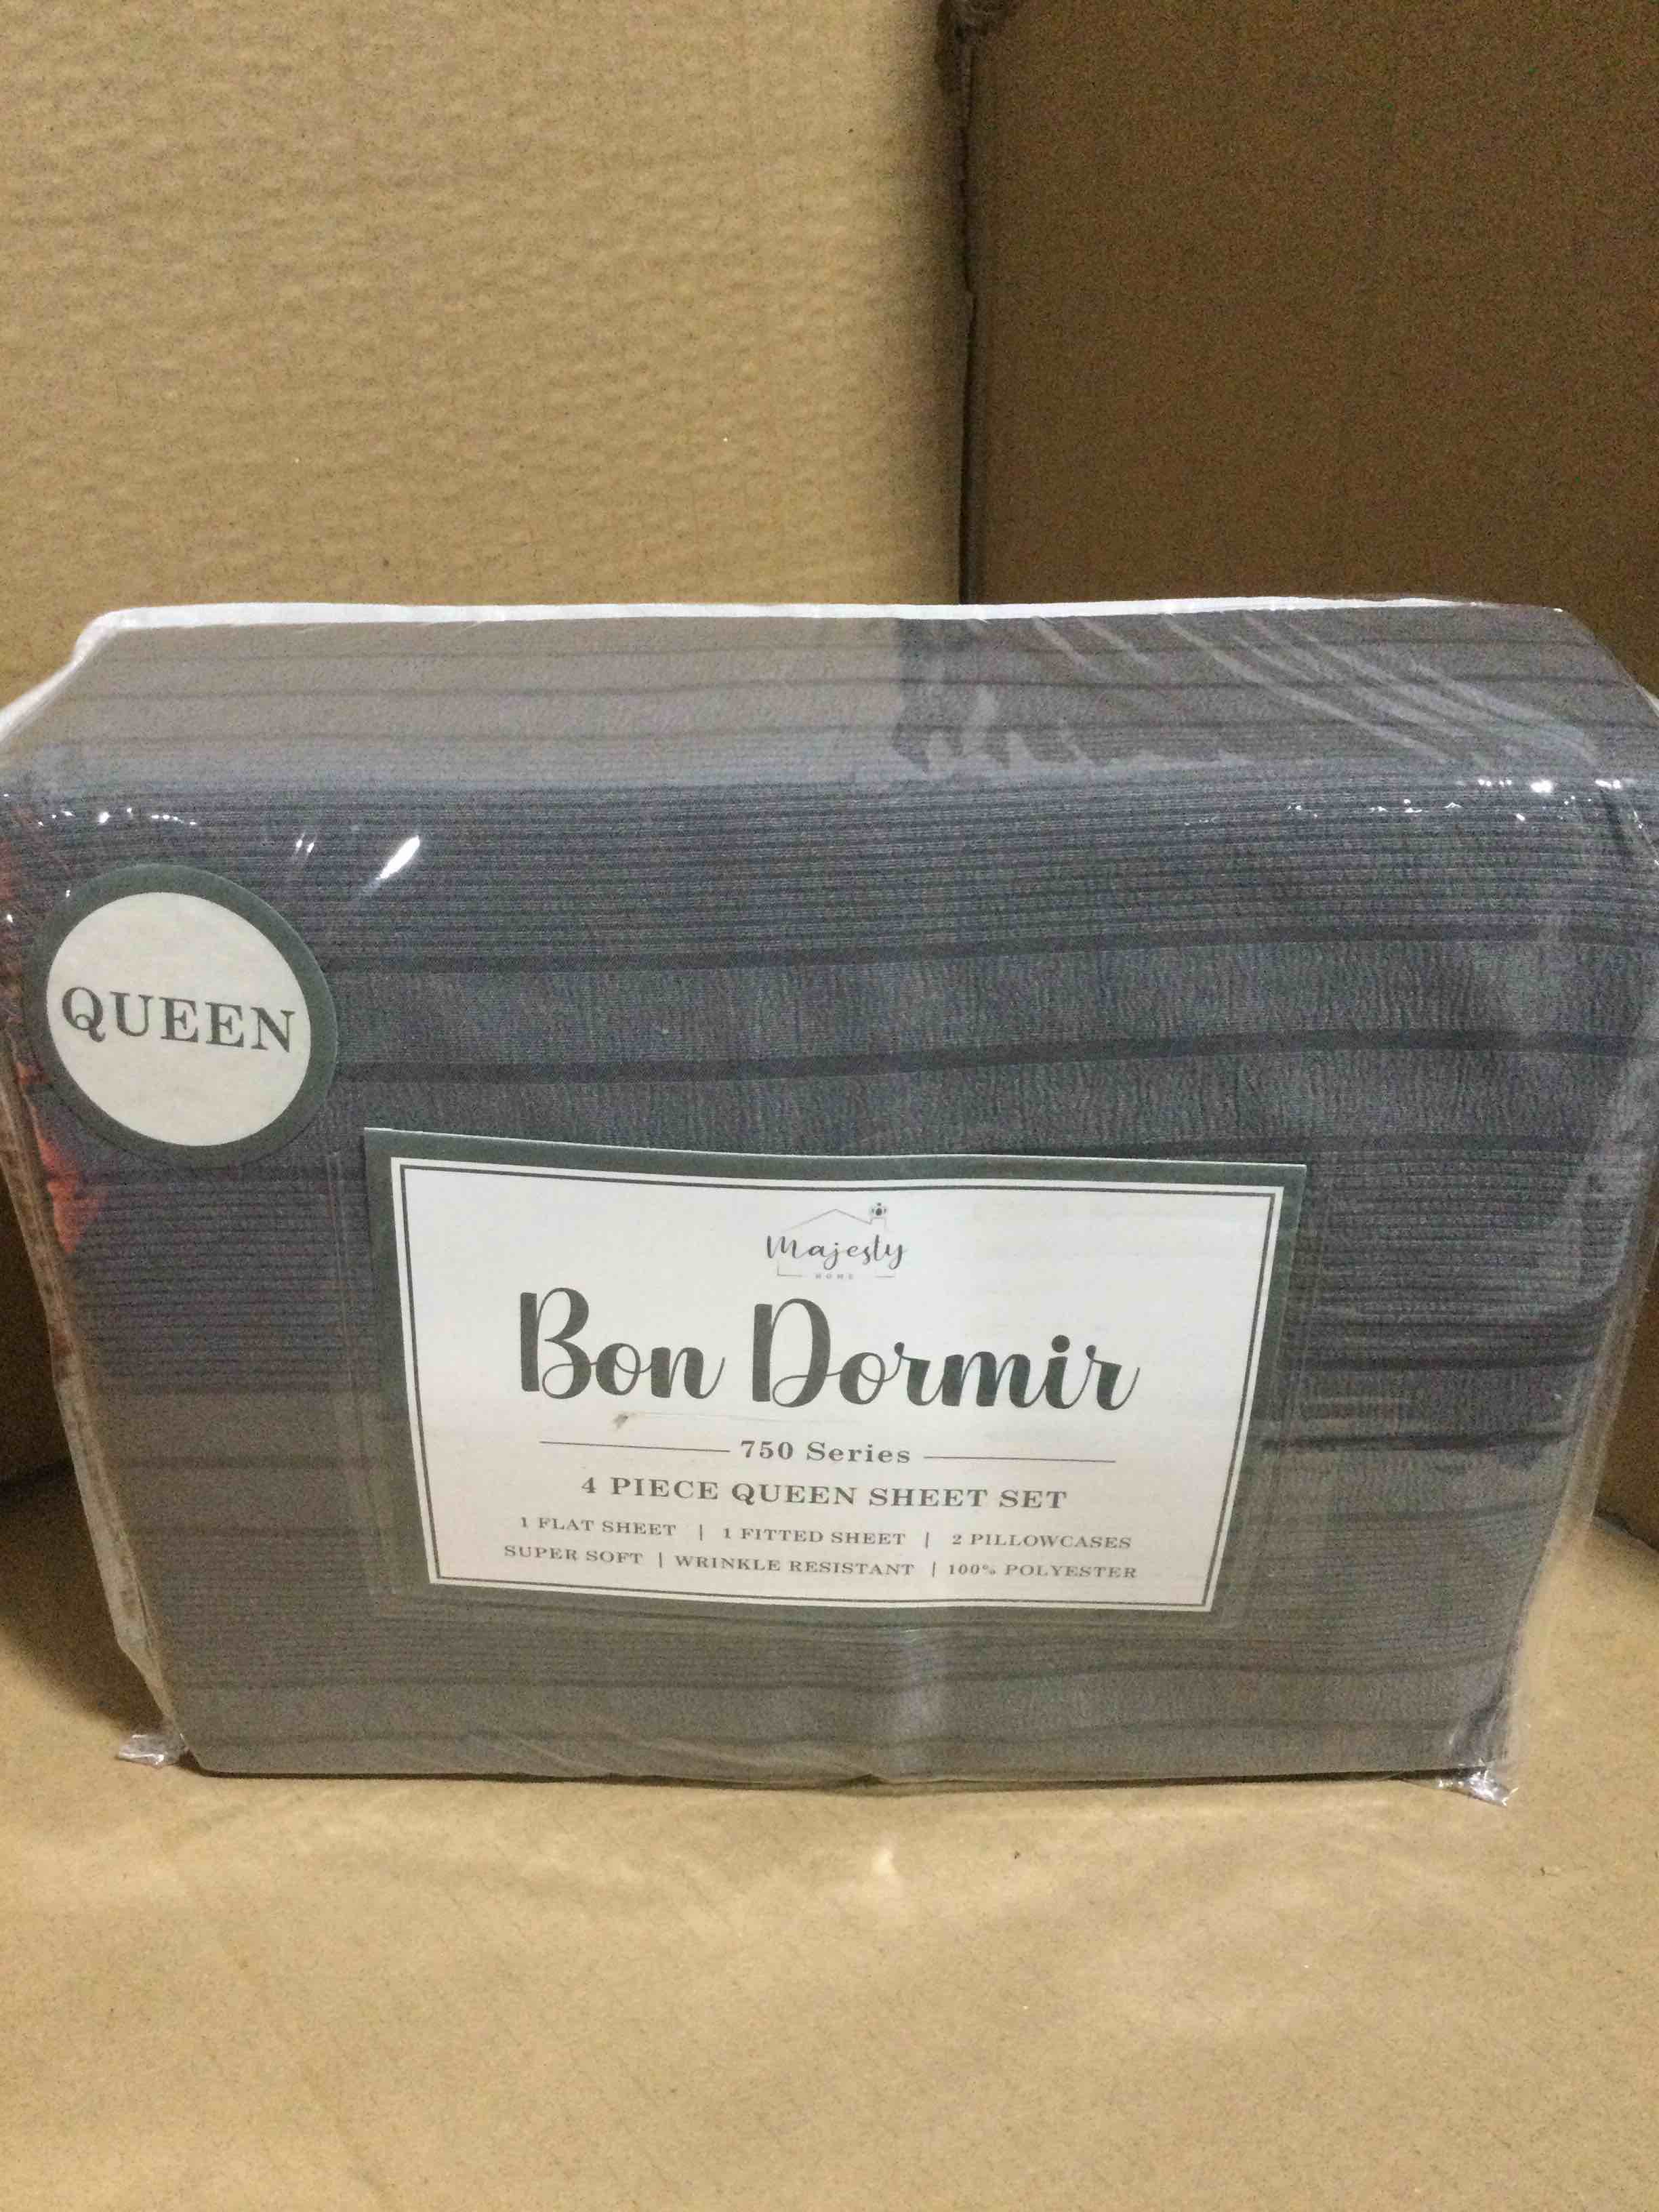 QUEEN
Majesty
HOME
Bon Dormir
750 Series
4 PIECE QUEEN SHEET SET
1 FLAT SHEET | 1 FITTED SHEET | 2 PILLOWCASES
SUPER SOFT | WRINKLE RESISTANT | 100% POLYESTER